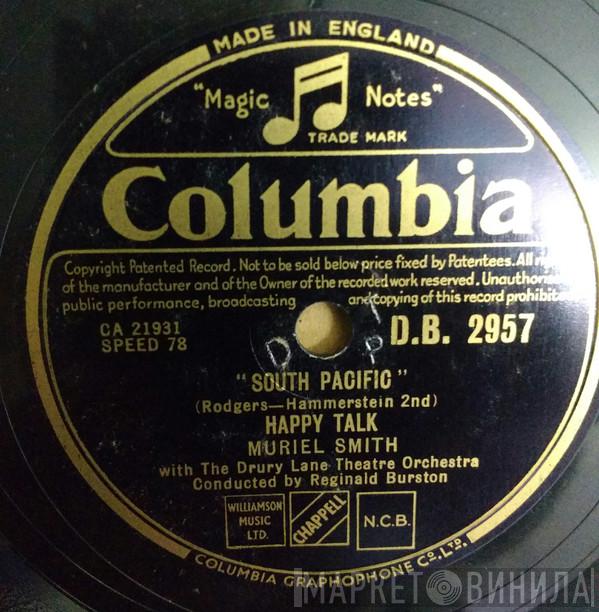 MADE IN ENGLAND
"Magic Notes"
TRADE MARK
Columbia
Copyright Patented Record. Not to be sold below price fixed by Patentees. All
of the manufacturer and of the Owner of the recorded work reserved. Unauthor
public performance, broadcasting and copying of this record prohibit
CA 21931
SPEED 78
D.B. 2957
"SOUTH PACIFIC"
(Rodgers—Hammerstein 2nd)
HAPPY TALK
MURIEL SMITH
with The Drury Lane Theatre Orchestra
Conducted by Reginald Burston
WILLIAMSON
MUSIC
LTD.
CHAPPELL
N.C.B.
COLUMBIA GRAPHOPHONE CO. LTD.
МАРКЕТ ВИНИЛА